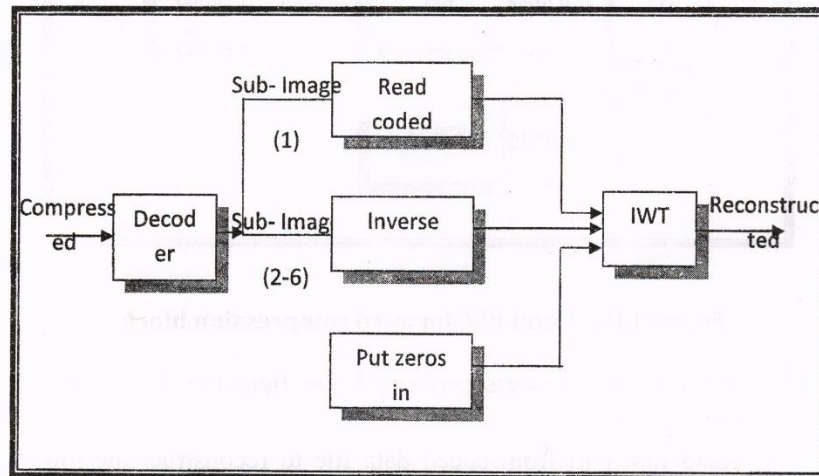 Sub- Image
(1)
Read
coded
Compress
ed
Decod
er
Sub- Imag
(2-6)
Inverse
IWT
Reconstruc
ted
Put zeros
in